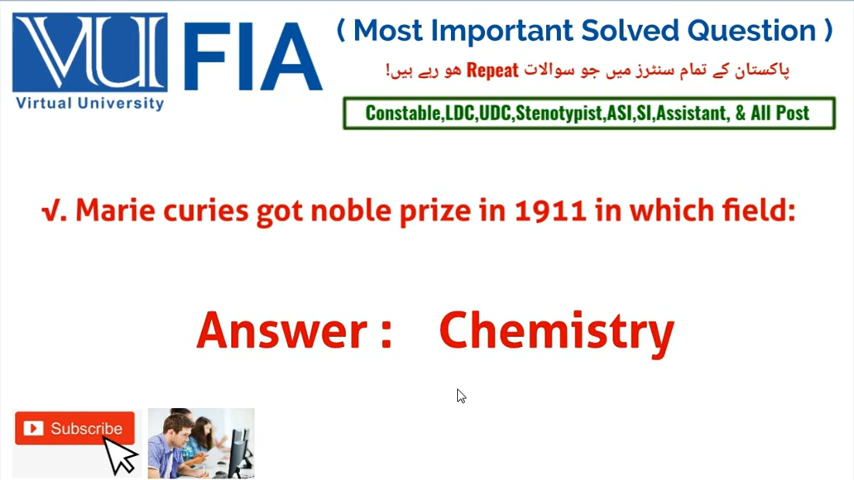 VU FIA
Virtual University
( Most Important Solved Question )
پاکستان کے تمام سنٹرز میں جو سوالات Repeat هو رہے ہیں!
Constable,LDC,UDC,Stenotypist,ASI,SI,Assistant, & All Post
√. Marie curies got noble prize in 1911 in which field:
Answer : Chemistry
Subscribe